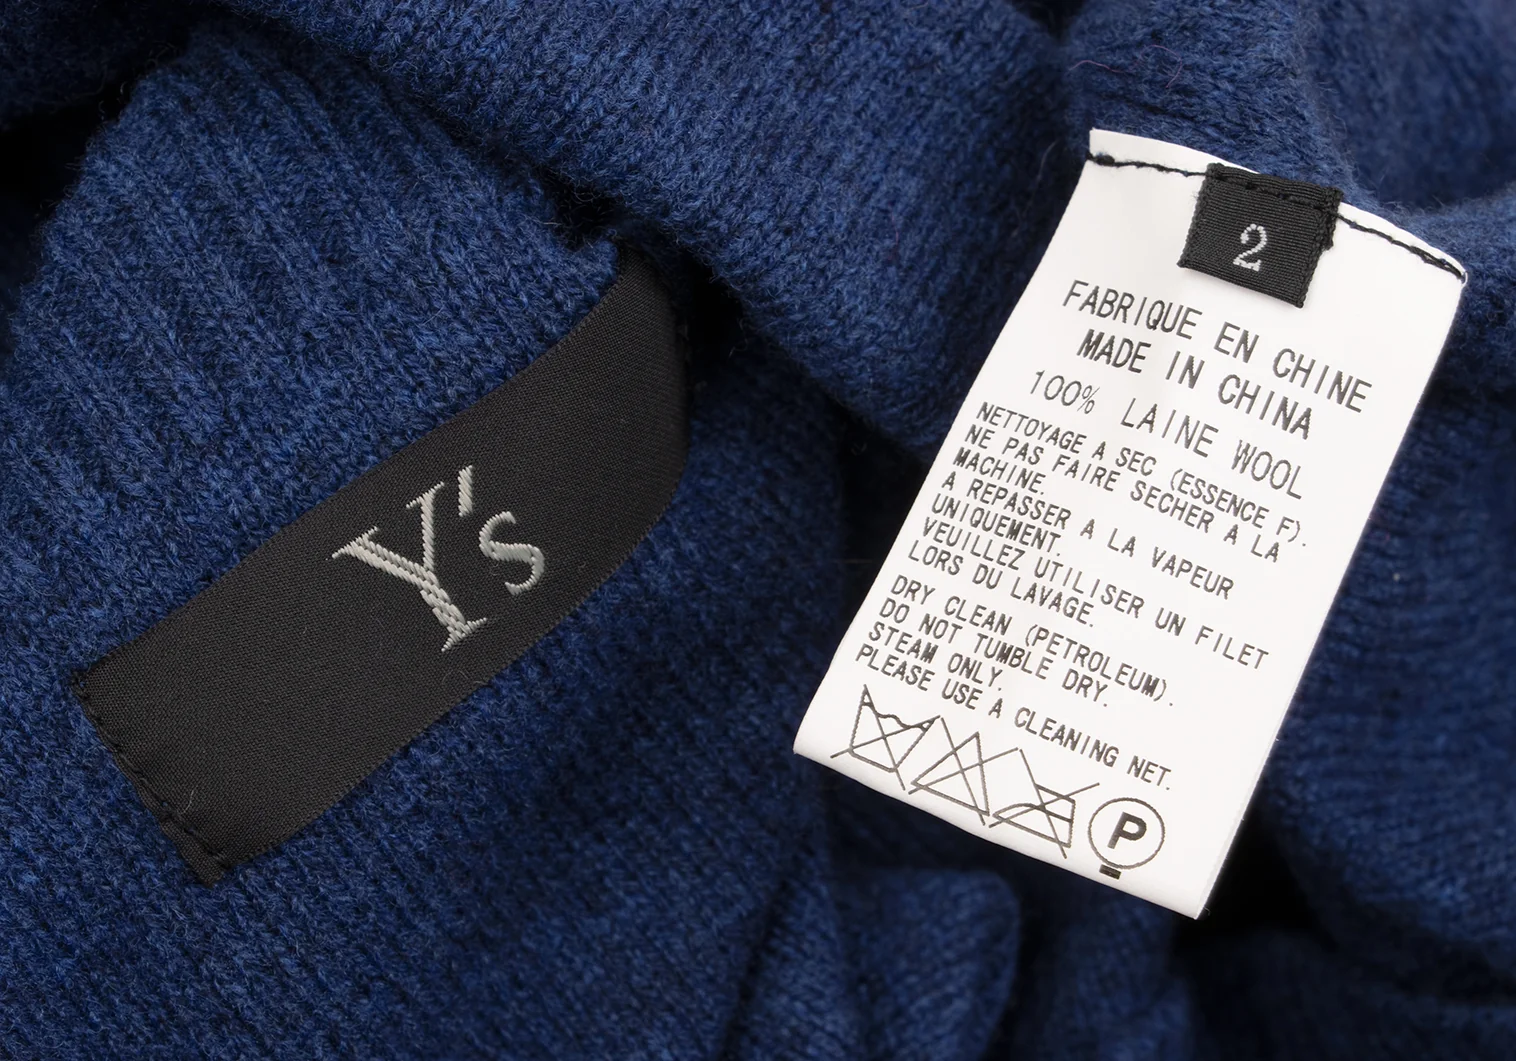 Y's
2
FABRIQUE EN CHINE
MADE IN CHINA
100% LAINE WOOL
NETTOYAGE A SEC (ESSENCE F).
NE PAS FAIRE SECHER A LA
MACHINE.
A REPASSER A LA VAPEUR
UNIQUEMENT.
VEUILLEZ UTILISER UN FILET
LORS DU LAVAGE.
DRY CLEAN (PETROLEUM).
DO NOT TUMBLE DRY.
STEAM ONLY.
PLEASE USE A CLEANING NET.
P